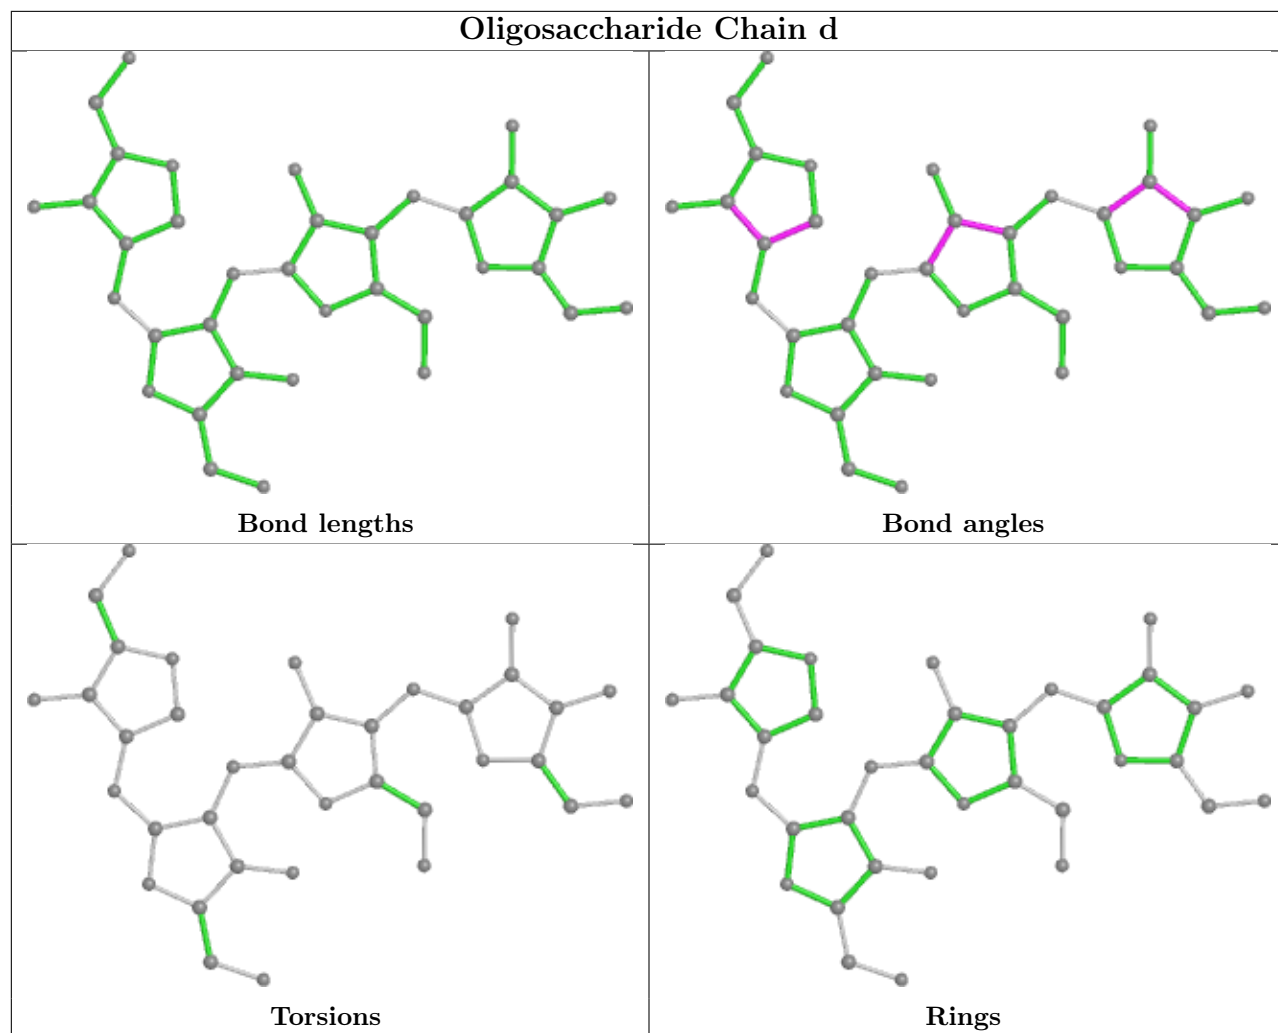 Oligosaccharide Chain d
Bond lengths
Bond angles
Torsions
Rings